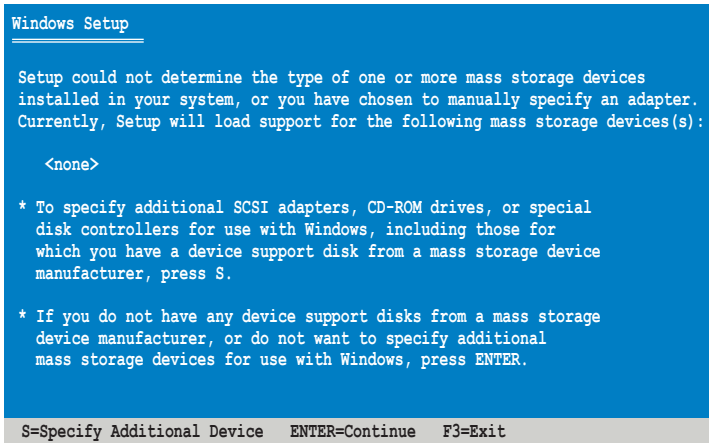 Windows Setup
Setup could not determine the type of one or more mass storage devices
installed in your system, or you have chosen to manually specify an adapter.
Currently, Setup will load support for the following mass storage devices(s):
<none>
* To specify additional SCSI adapters, CD-ROM drives, or special
disk controllers for use with Windows, including those for
which you have a device support disk from a mass storage device
manufacturer, press S.
* If you do not have any device support disks from a mass storage
device manufacturer, or do not want to specify additional
mass storage devices for use with Windows, press ENTER.
S=Specify Additional Device ENTER=Continue F3=Exit